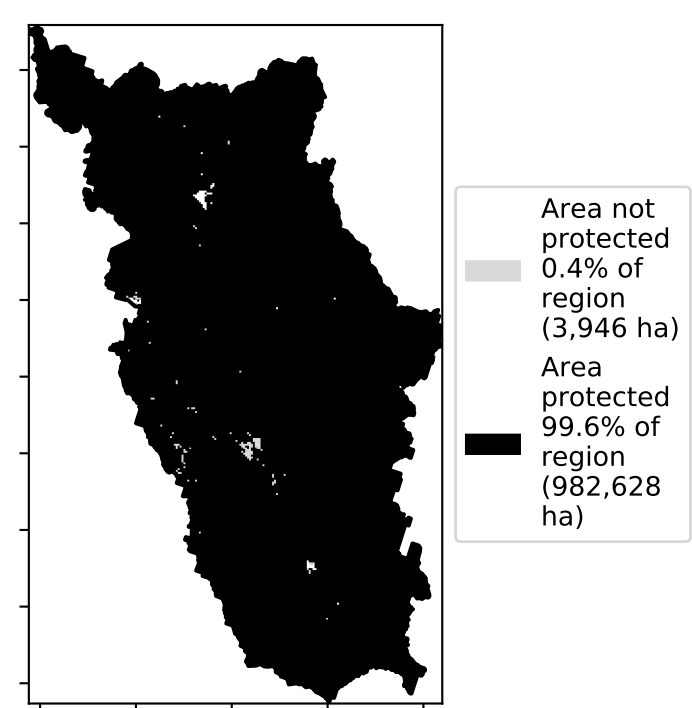 Area not
protected
0.4% of
region
(3,946 ha)
Area
protected
99.6% of
region
(982,628
ha)